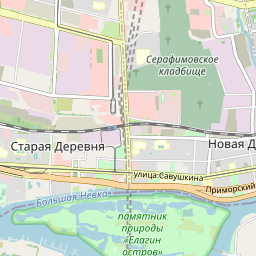 Серафимовское
кладбище
Старая Деревня
Новая Д
улица Савушкина
Приморский
Большая Невка
памятник
природы
«Елагин
остров»